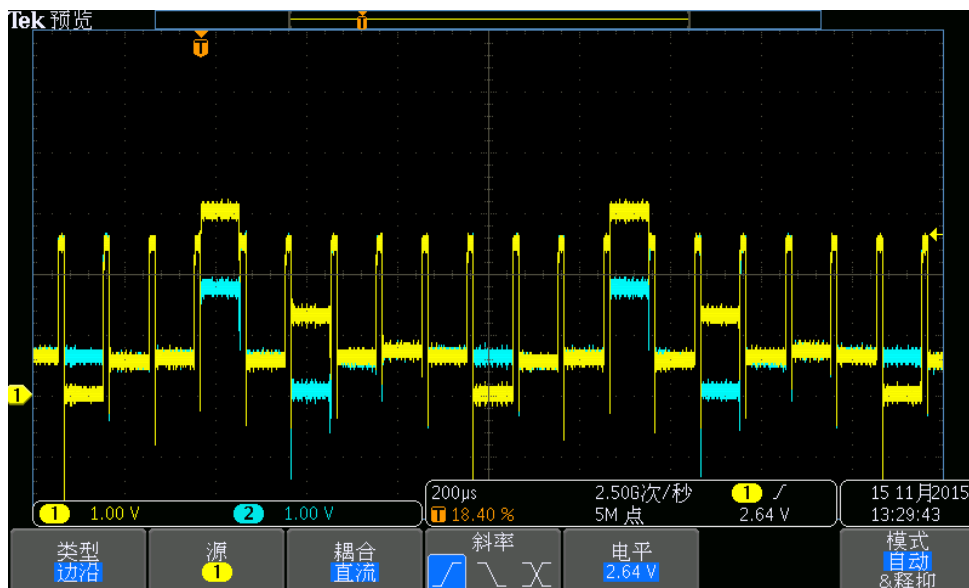 Tek 预览
T
T
1
1 1.00 V 2 1.00 V
200μs 2.50G次/秒 1
T 18.40 % 5M 点 2.64 V
15 11月2015
13:29:43
类型
边沿
源
1
耦合
直流
斜率
电平
2.64 V
模式
自动
&释抑